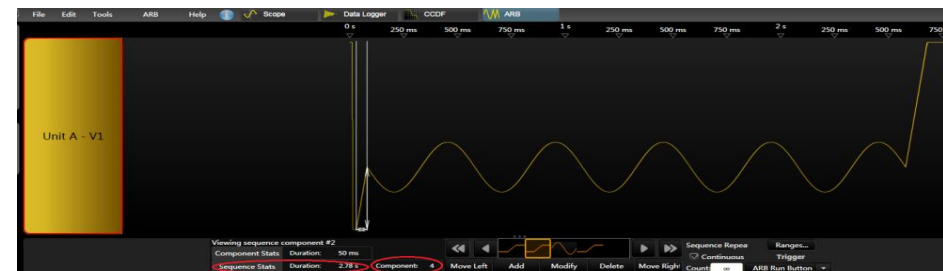 File Edit Tools ARB Help Scope Data Logger CCDF ARB
0 s 250 ms 500 ms 750 ms 1 s 250 ms 500 ms 750 ms 2 s 250 ms 500 ms 750
Unit A - V1
Viewing sequence component #2
Component Stats Duration: 50 ms Sequence Repea Ranges...
Continuous Trigger
Sequence Stats Duration: 2.78 s Component: 4 Move Left Add Modify Delete Move Right Count: ∞ ARB Run Button